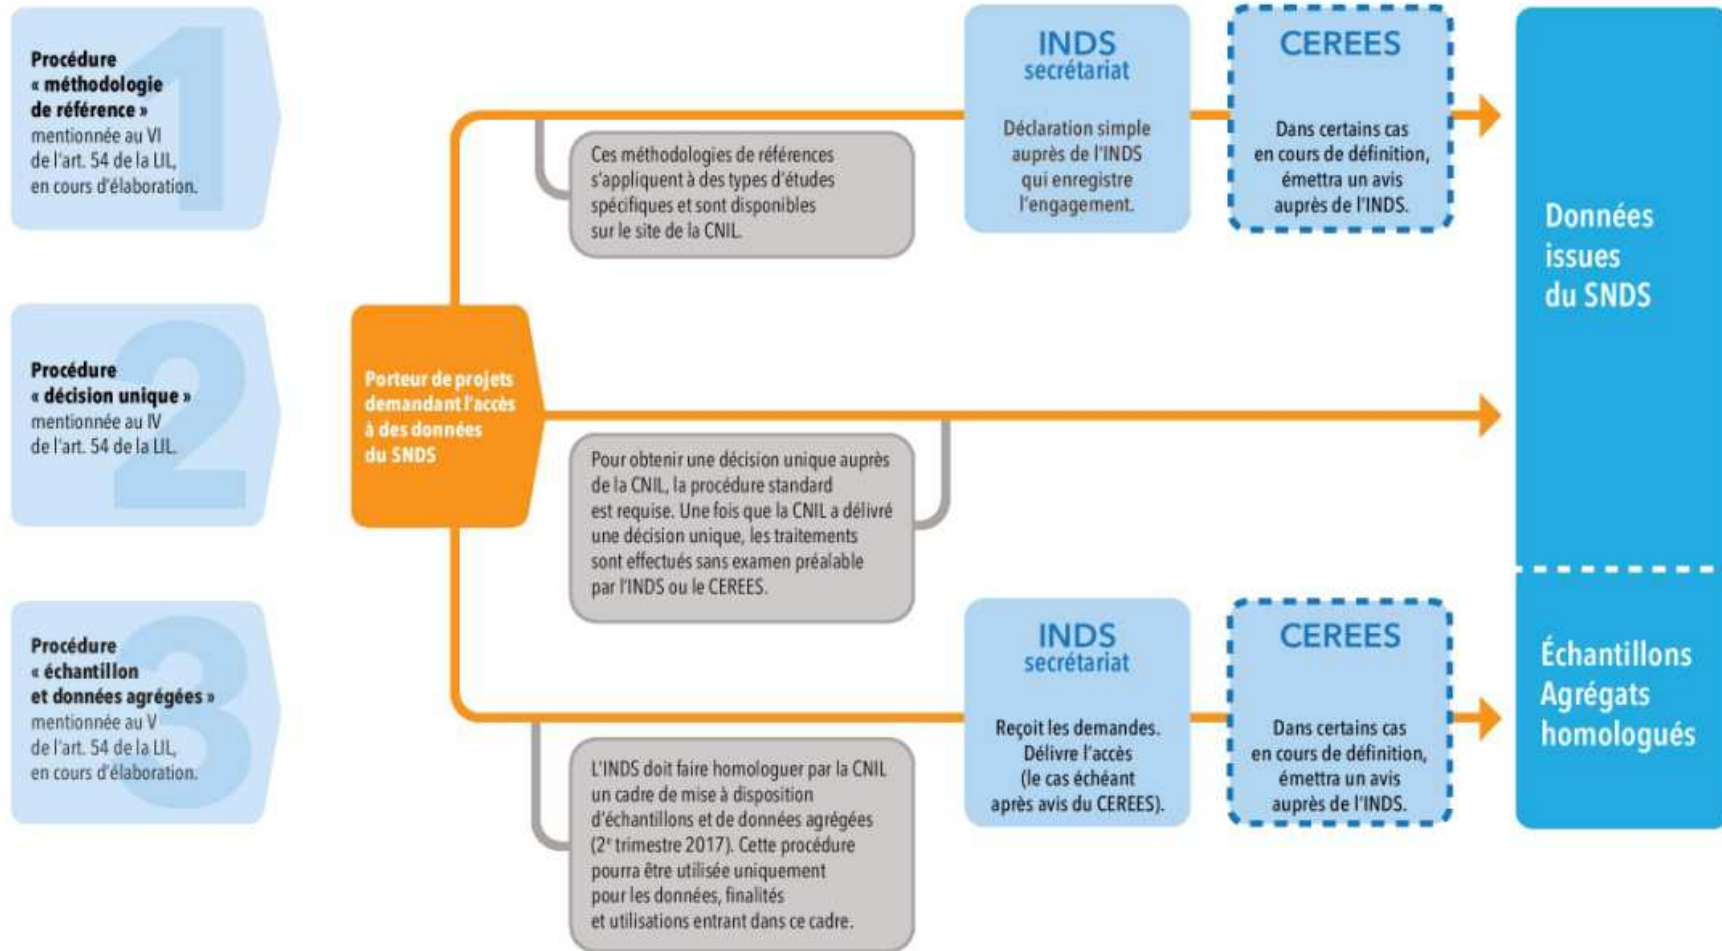 Procédure
« méthodologie
de référence »
mentionnée au VI
de l'art. 54 de la LIL,
en cours d'élaboration.
1
Ces méthodologies de références
s'appliquent à des types d'études
spécifiques et sont disponibles
sur le site de la CNIL.
INDS
secrétariat
Déclaration simple
auprès de l'INDS
qui enregistre
l'engagement.
CEREES
Dans certains cas
en cours de définition,
émettra un avis
auprès de l'INDS.
Données
issues
du SNDS
Procédure
« décision unique »
mentionnée au IV
de l'art. 54 de la LIL.
2
Porteur de projets
demandant l'accès
à des données
du SNDS
Pour obtenir une décision unique auprès
de la CNIL, la procédure standard
est requise. Une fois que la CNIL a délivré
une décision unique, les traitements
sont effectués sans examen préalable
par l'INDS ou le CEREES.
Procédure
« échantillon
et données agrégées »
mentionnée au V
de l'art. 54 de la LIL,
en cours d'élaboration.
3
L'INDS doit faire homologuer par la CNIL
un cadre de mise à disposition
d'échantillons et de données agrégées
(2e trimestre 2017). Cette procédure
pourra être utilisée uniquement
pour les données, finalités
et utilisations entrant dans ce cadre.
INDS
secrétariat
Reçoit les demandes.
Délivre l'accès
(le cas échéant
après avis du CEREES).
CEREES
Dans certains cas
en cours de définition,
émettra un avis
auprès de l'INDS.
Échantillons
Agrégats
homologués